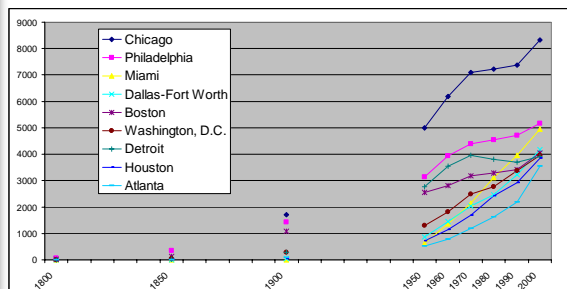 9000
8000
7000
6000
5000
4000
3000
2000
1000
0
Chicago
Philadelphia
Miami
Dallas-Fort Worth
Boston
Washington, D.C.
Detroit
Houston
Atlanta
1800
1850
1900
1950
1960
1970
1980
1990
2000